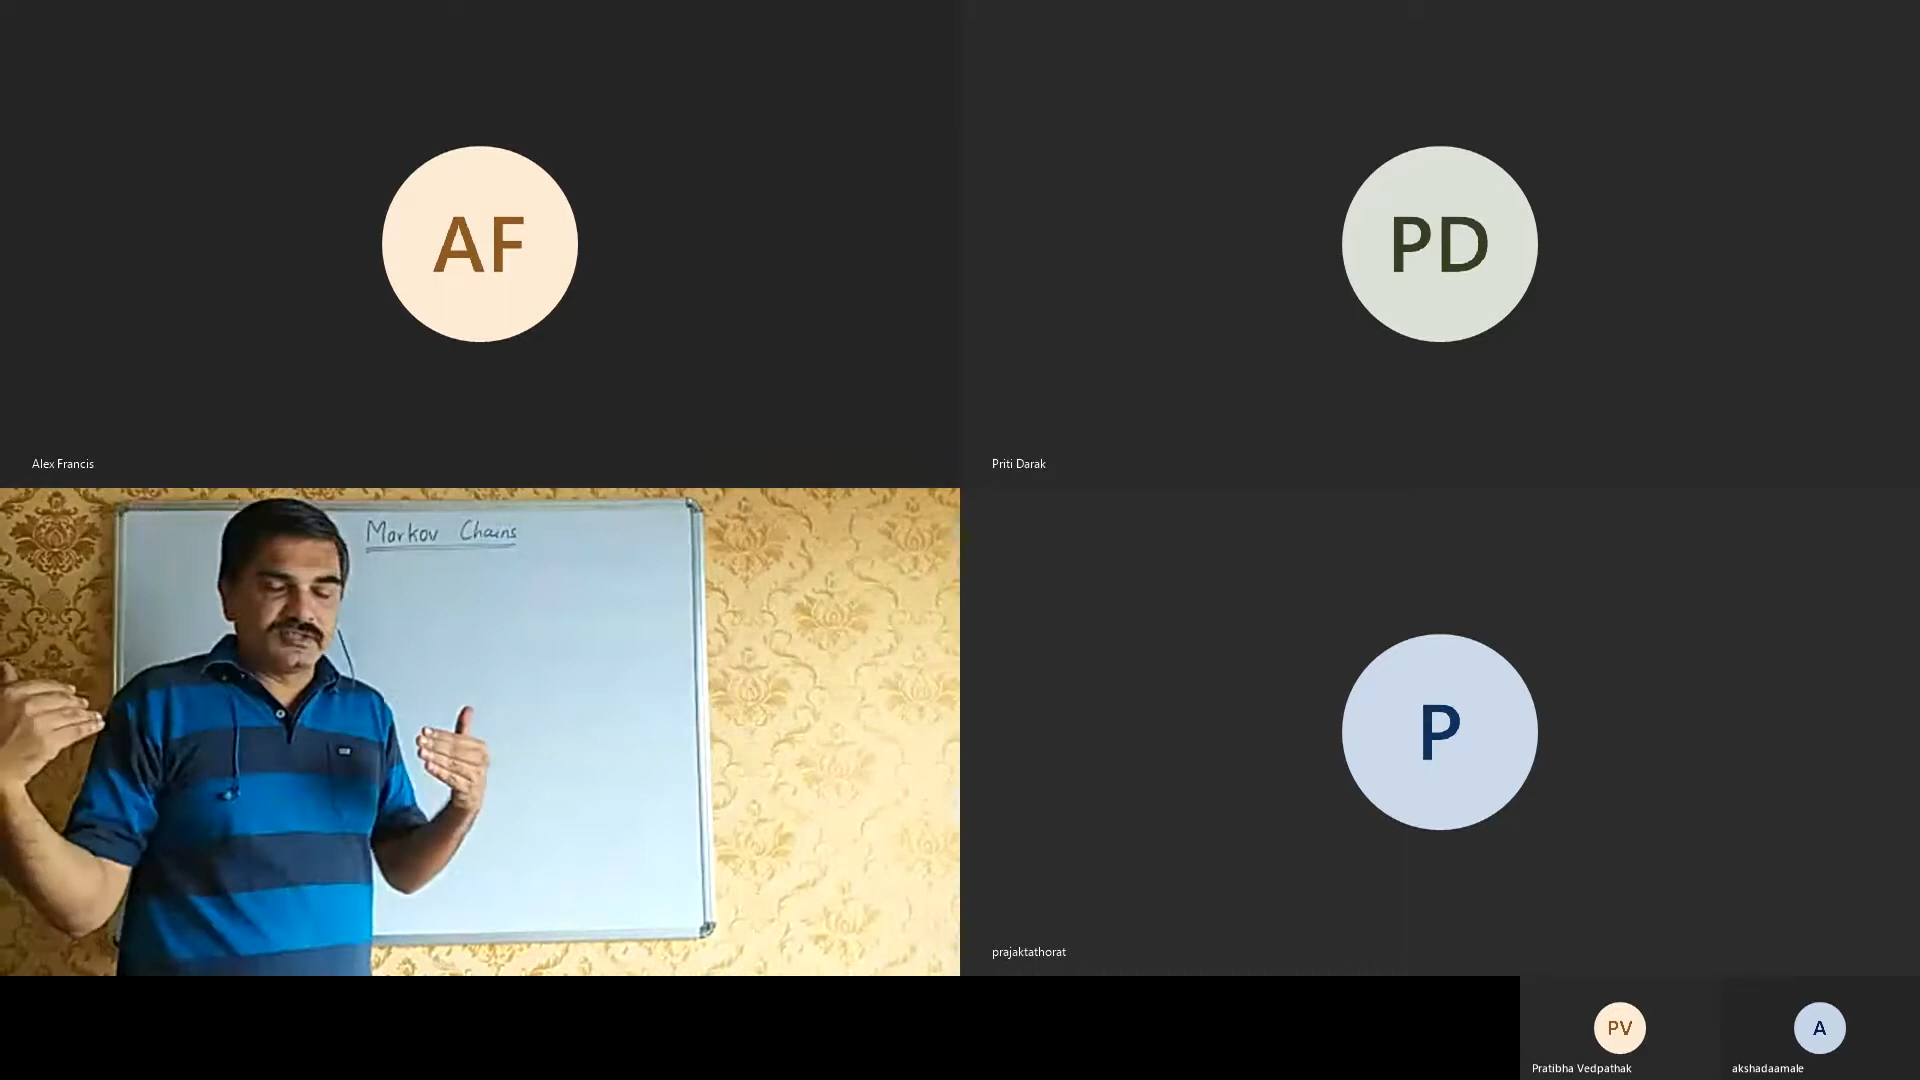 AF
Alex Francis
PD
Priti Darak
Markov Chains
P
prajaktathorat
PV
Pratibha Vedpathak
A
akshadaamale